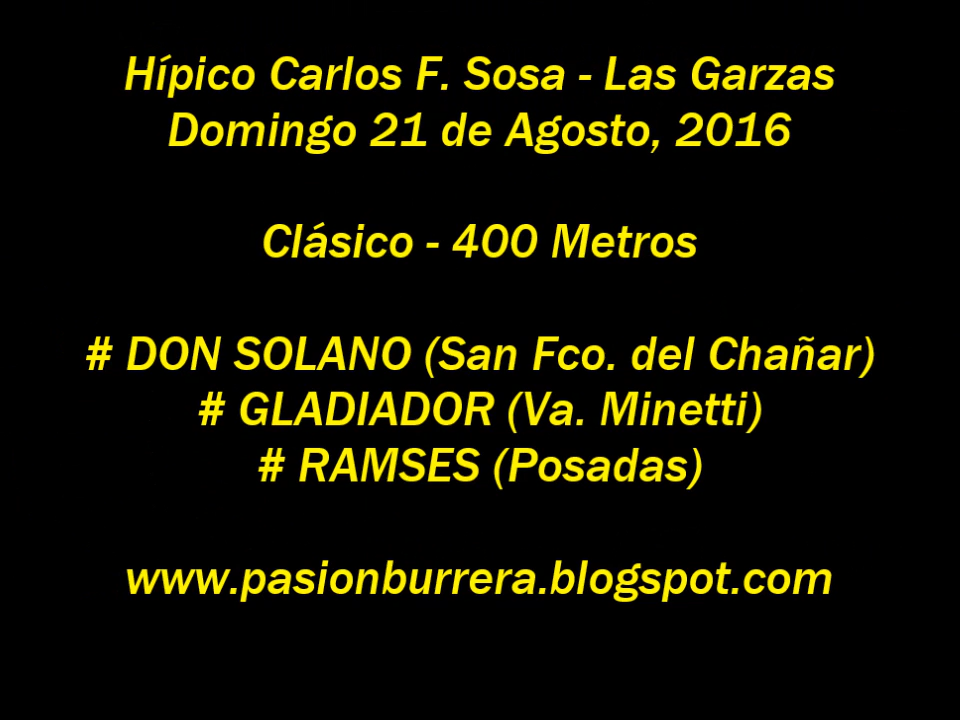 Hípico Carlos F. Sosa - Las Garzas
Domingo 21 de Agosto, 2016
Clásico - 400 Metros
# DON SOLANO (San Fco. del Chañar)
# GLADIADOR (Va. Minetti)
# RAMSES (Posadas)
www.pasionburrera.blogspot.com